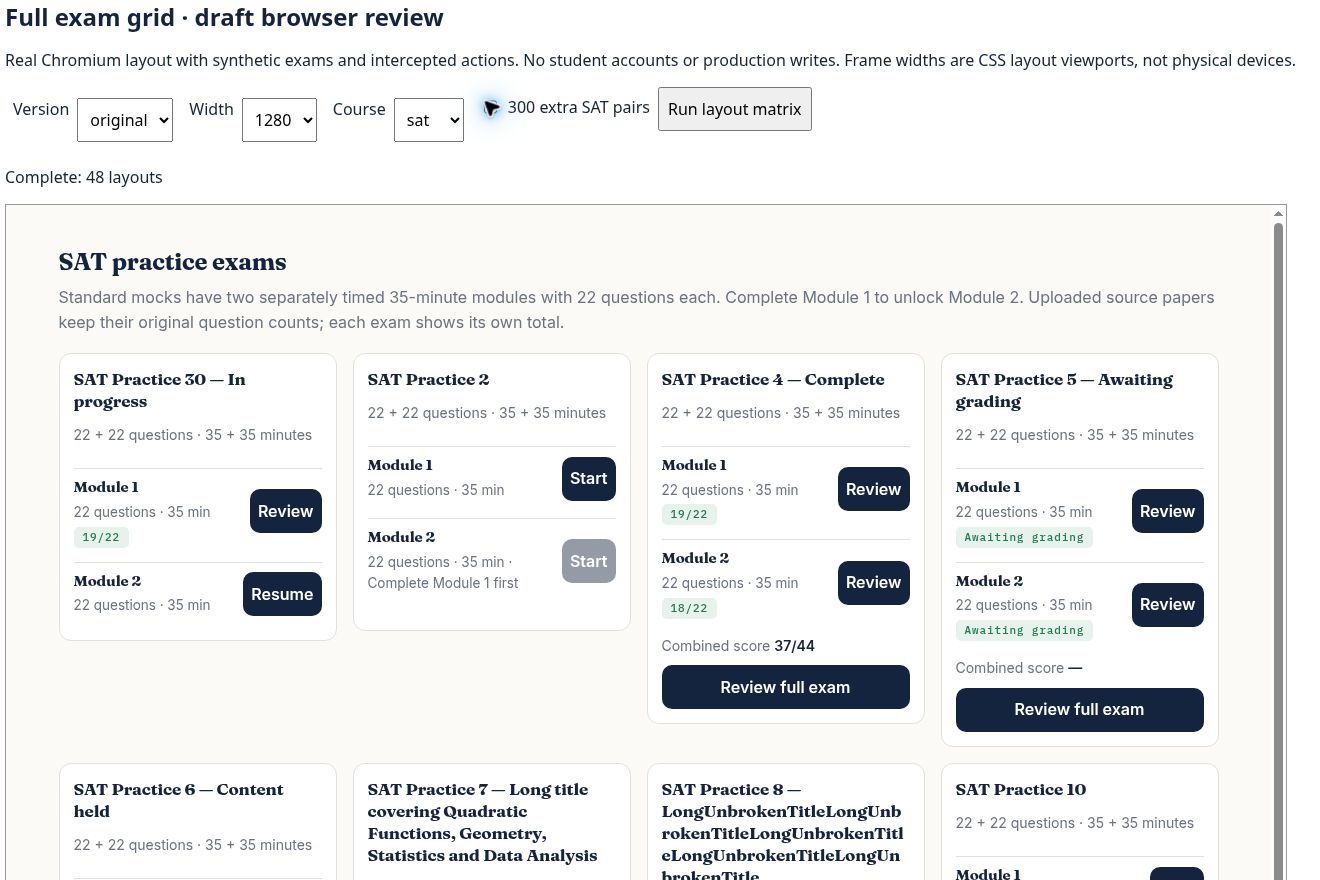 Full exam grid · draft browser review
Real Chromium layout with synthetic exams and intercepted actions. No student accounts or production writes. Frame widths are CSS layout viewports, not physical devices.
Version original Width 1280 Course sat 300 extra SAT pairs Run layout matrix
Complete: 48 layouts
SAT practice exams
Standard mocks have two separately timed 35-minute modules with 22 questions each. Complete Module 1 to unlock Module 2. Uploaded source papers
keep their original question counts; each exam shows its own total.
SAT Practice 30 — In
progress
22 + 22 questions · 35 + 35 minutes
Module 1
22 questions · 35 min
19/22
Review
Module 2
22 questions · 35 min
Resume
SAT Practice 2
22 + 22 questions · 35 + 35 minutes
Module 1
22 questions · 35 min
Start
Module 2
22 questions · 35 min ·
Complete Module 1 first
Start
SAT Practice 4 — Complete
22 + 22 questions · 35 + 35 minutes
Module 1
22 questions · 35 min
19/22
Review
Module 2
22 questions · 35 min
18/22
Review
Combined score 37/44
Review full exam
SAT Practice 5 — Awaiting
grading
22 + 22 questions · 35 + 35 minutes
Module 1
22 questions · 35 min
Awaiting grading
Review
Module 2
22 questions · 35 min
Awaiting grading
Review
Combined score —
Review full exam
SAT Practice 6 — Content
held
22 + 22 questions · 35 + 35 minutes
SAT Practice 7 — Long title
covering Quadratic
Functions, Geometry,
Statistics and Data Analysis
SAT Practice 8 —
LongUnbrokenTitleLongUnb
rokenTitleLongUnbrokenTitl
eLongUnbrokenTitleLongUn
brokenTitle
SAT Practice 10
22 + 22 questions · 35 + 35 minutes
Module 1